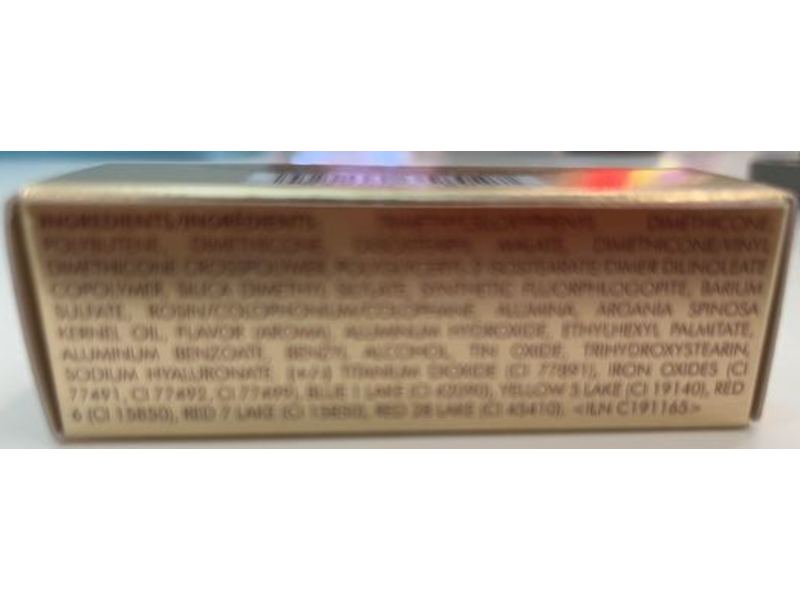 INGREDIENTS/INGRÉDIENTS: DIMETHICONE,
POLYBUTENE, DIMETHICONE MALATE, DIMETHICONE/VINYL
DIMETHICONE CROSSPOLYMER, POLYGLYCERYL-2 ISOSTEARATE DIMER DILINOLEATE
COPOLYMER, SILICA DIMETHYL SILYLATE, SYNTHETIC FLUORPHLOGOPITE, BARIUM
SULFATE, ROSIN/COLOPHONIUM/COLOPHANE, ALUMINA, ARGANIA SPINOSA
KERNEL OIL, FLAVOR (AROMA), ALUMINUM HYDROXIDE, ETHYLHEXYL PALMITATE,
ALUMINUM BENZOATE, BENZYL ALCOHOL, TIN OXIDE, TRIHYDROXYSTEARIN,
SODIUM HYALURONATE. (+/-) TITANIUM DIOXIDE (CI 77891), IRON OXIDES (CI
77491, CI 77492, CI 77499), BLUE 1 LAKE (CI 42090), YELLOW 5 LAKE (CI 19140), RED
6 (CI 15850), RED 7 LAKE (CI 15850), RED 28 LAKE (CI 45410). <ILN C191165>